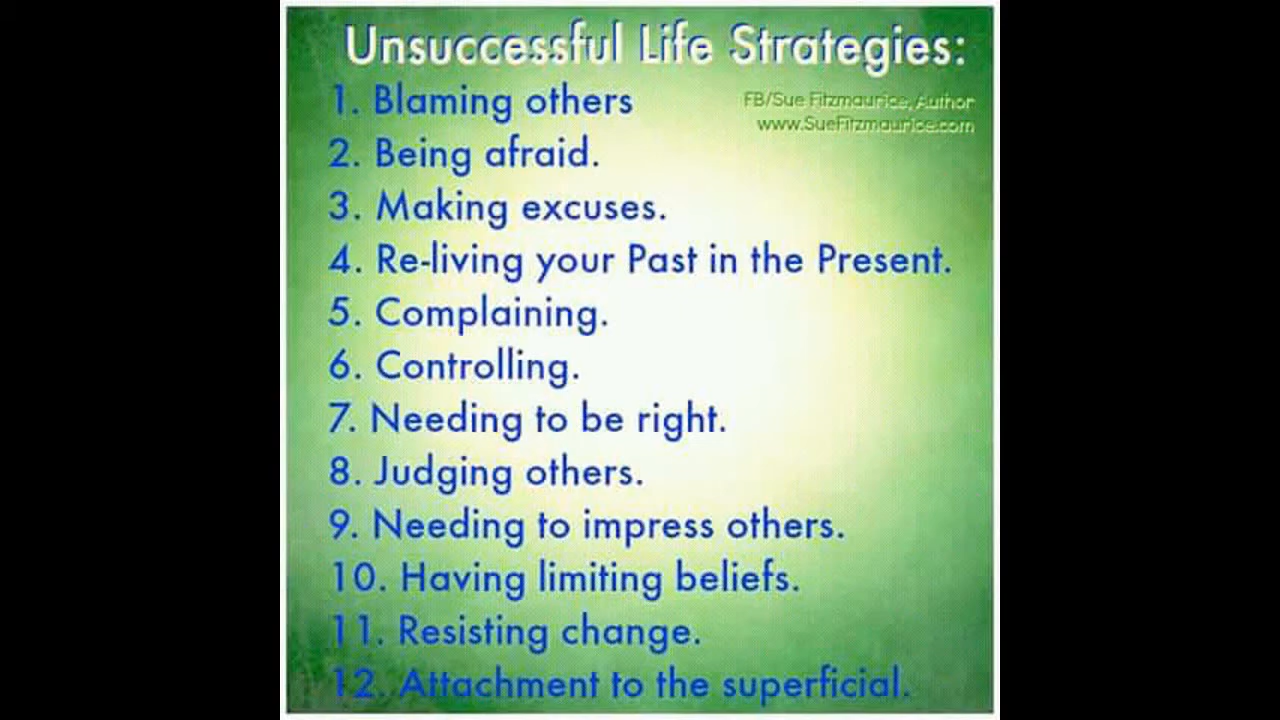 Unsuccessful Life Strategies:
FB/Sue Fitzmaurice, Author
www.SueFitzmaurice.com
1. Blaming others
2. Being afraid.
3. Making excuses.
4. Re-living your Past in the Present.
5. Complaining.
6. Controlling.
7. Needing to be right.
8. Judging others.
9. Needing to impress others.
10. Having limiting beliefs.
11. Resisting change.
12. Attachment to the superficial.